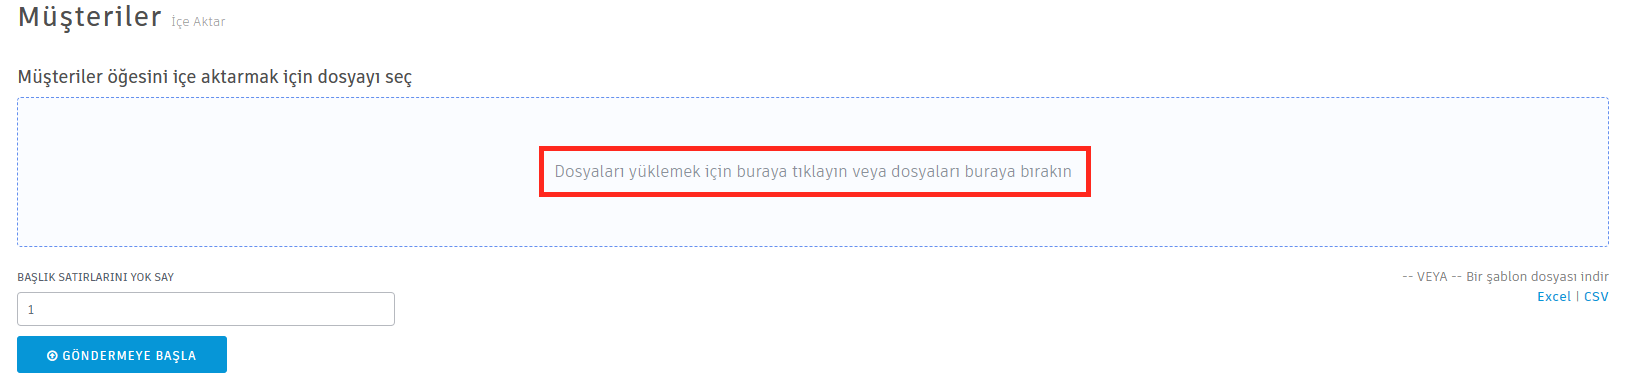 Müşteriler İçe Aktar
Müşteriler öğesini içe aktarmak için dosyayı seç
Dosyaları yüklemek için buraya tıklayın veya dosyaları buraya bırakın
BAŞLIK SATIRLARINI YOK SAY
1
-- VEYA -- Bir şablon dosyası indir
Excel | CSV
GÖNDERMEYE BAŞLA